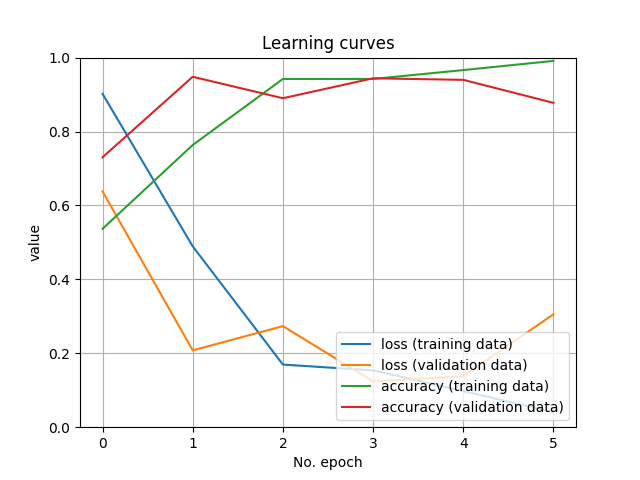 Learning curves
1.0
0.8
0.6
0.4
0.2
0.0
value
loss (training data)
loss (validation data)
accuracy (training data)
accuracy (validation data)
0 1 2 3 4 5
No. epoch